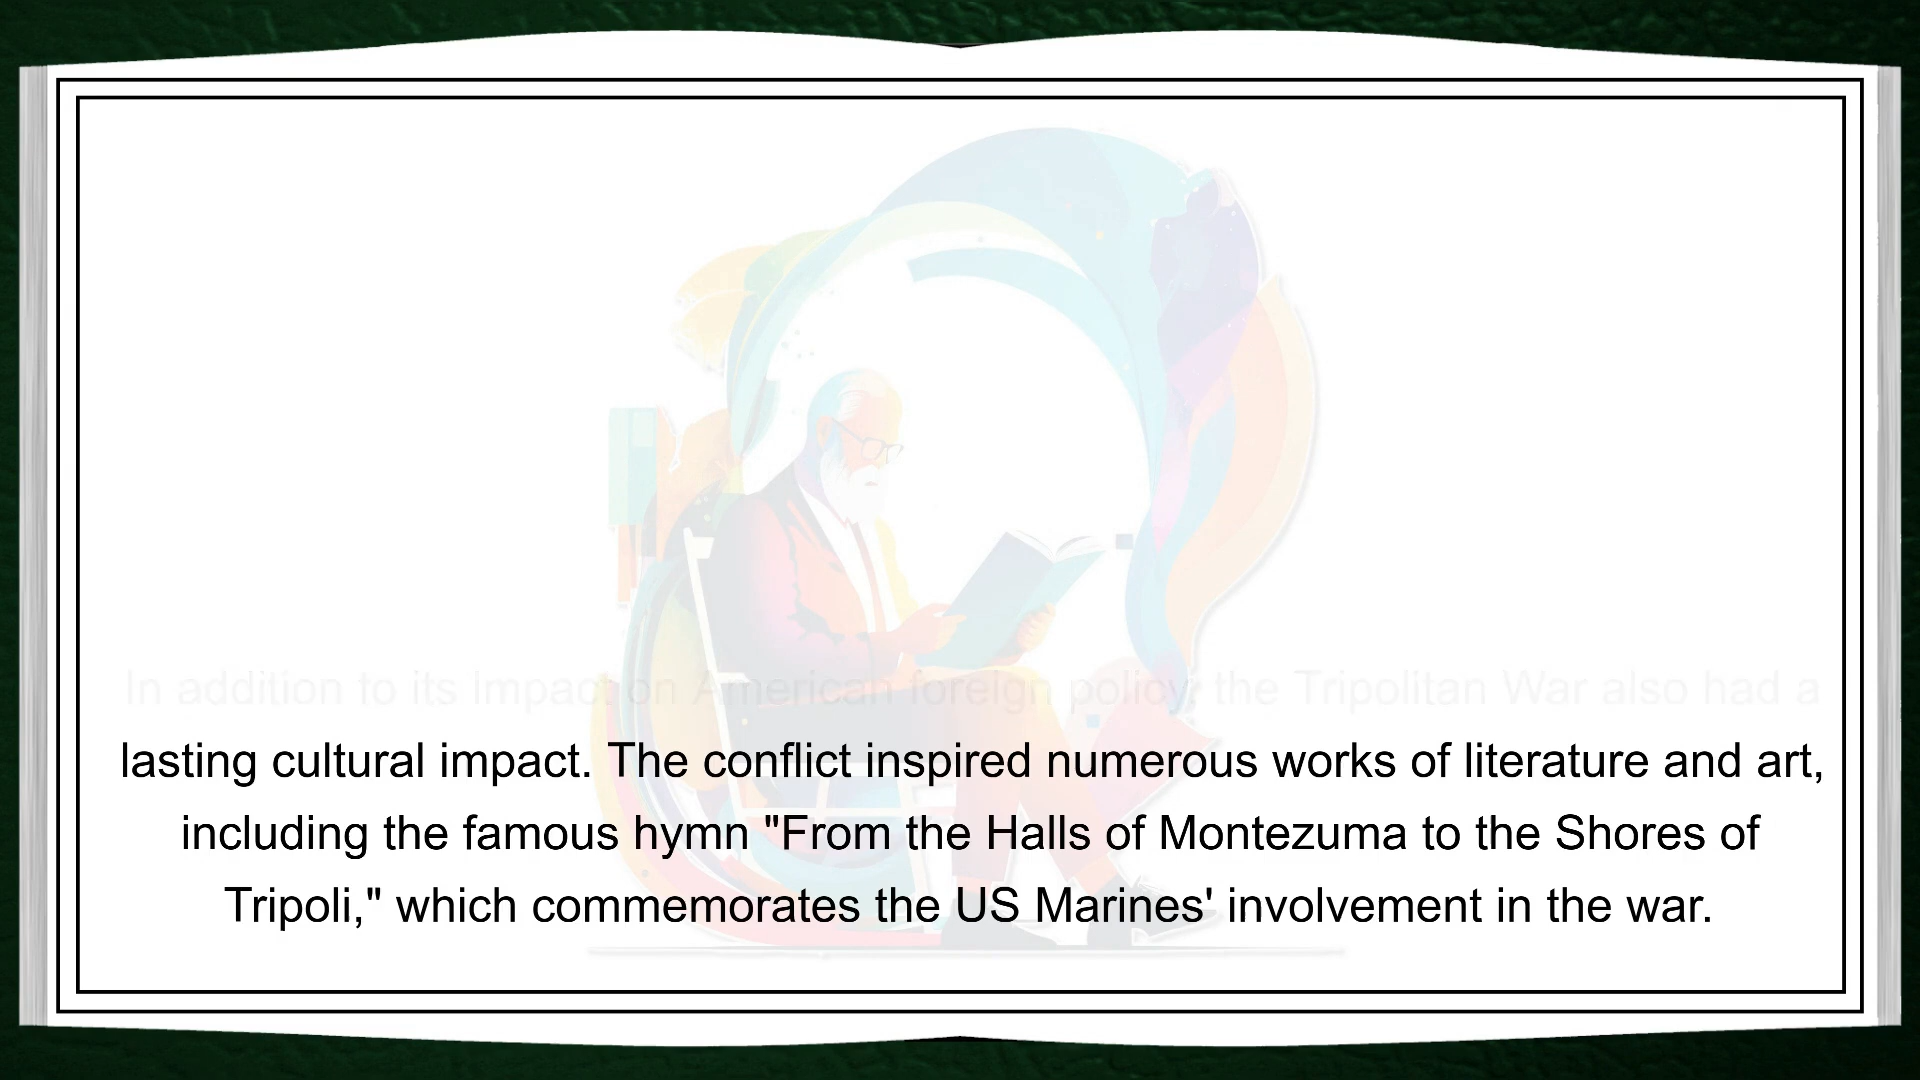 In addition to its Impact on American foreign policy, the Tripolitan War also had a
lasting cultural impact. The conflict inspired numerous works of literature and art,
including the famous hymn "From the Halls of Montezuma to the Shores of
Tripoli," which commemorates the US Marines' involvement in the war.